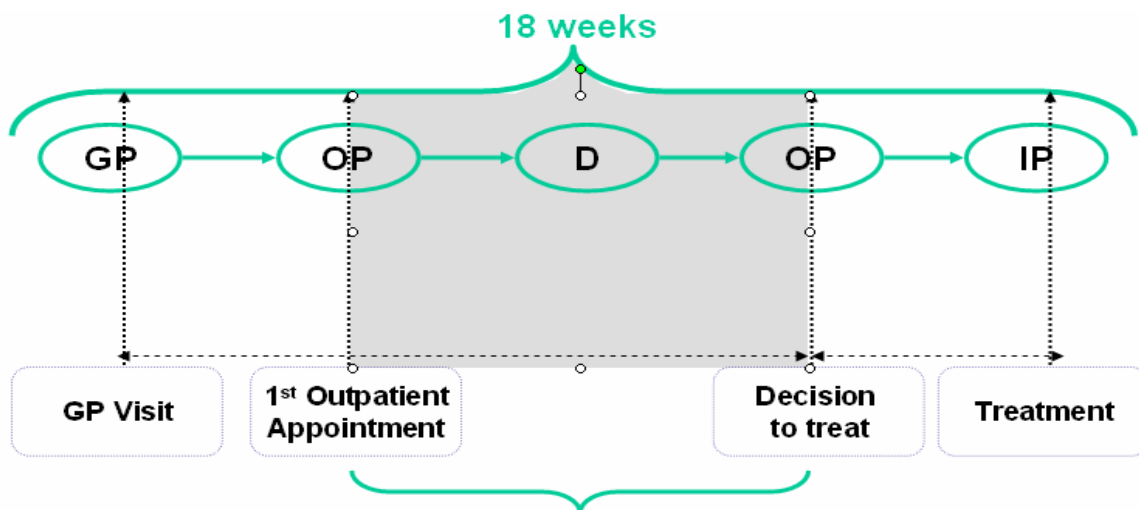 18 weeks
GP OP D OP IP
GP Visit
1st Outpatient
Appointment
Decision
to treat
Treatment